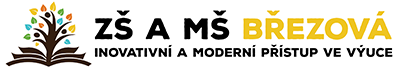 ZŠ A MŠ BŘEZOVÁ
INOVATIVNÍ A MODERNÍ PŘÍSTUP VE VÝUCE